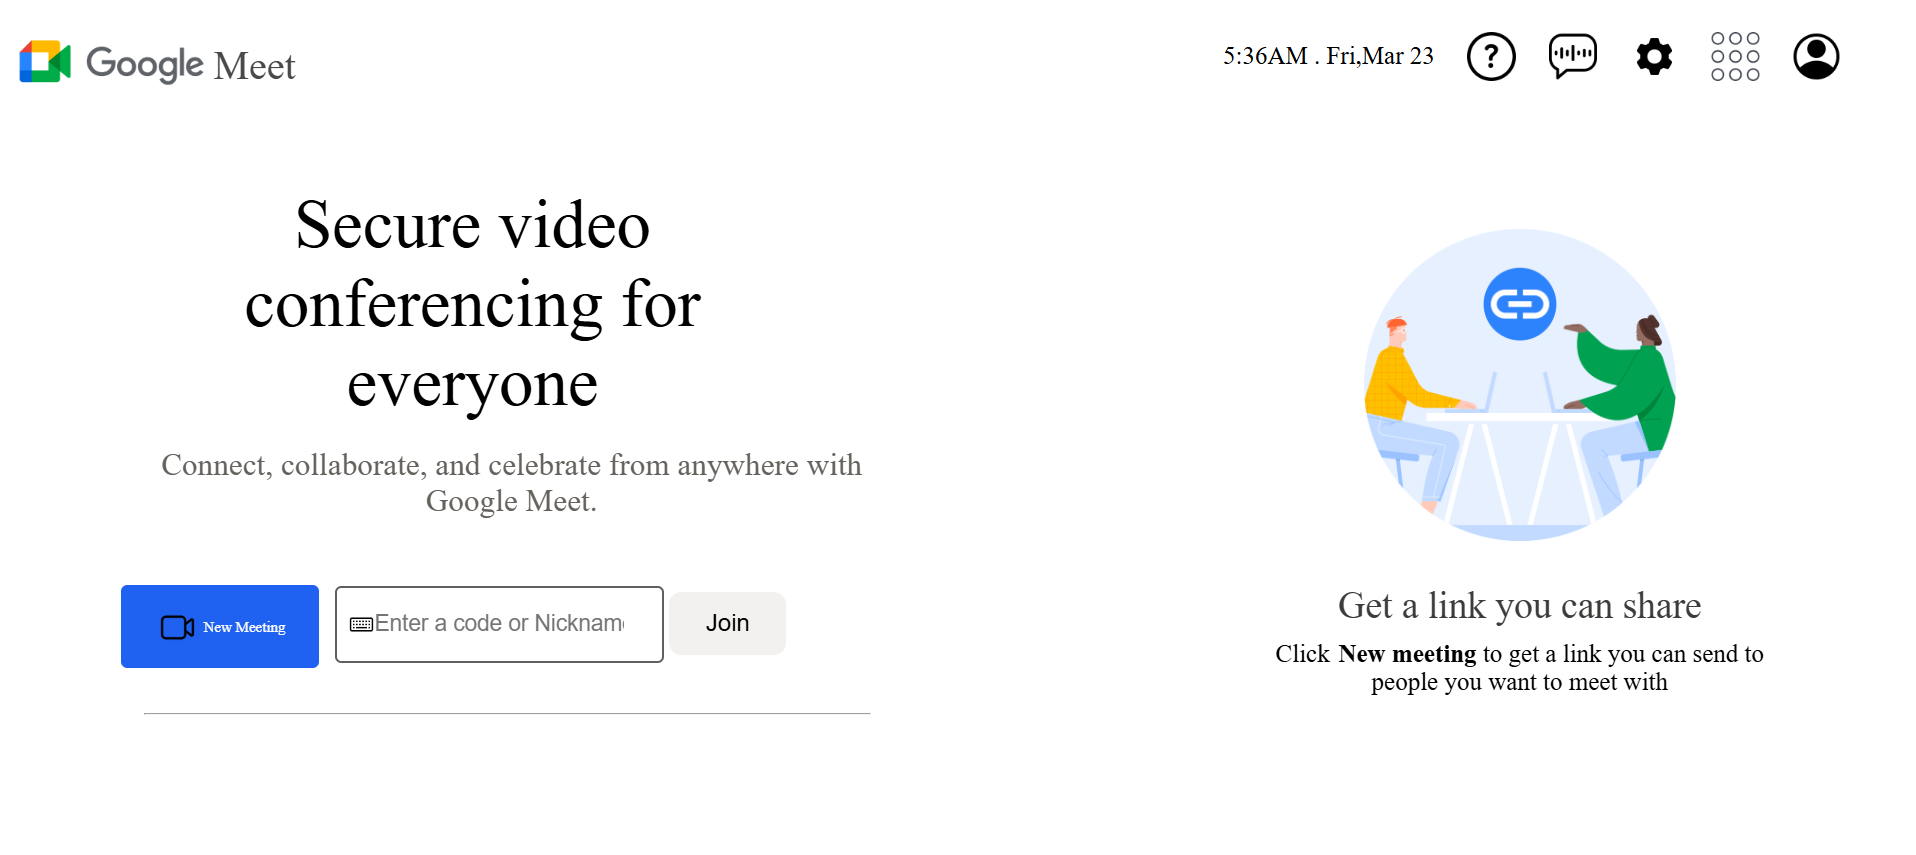 Google Meet
5:36AM . Fri,Mar 23
?
Secure video
conferencing for
everyone
Connect, collaborate, and celebrate from anywhere with
Google Meet.
New Meeting
Enter a code or Nickname
Join
Get a link you can share
Click New meeting to get a link you can send to
people you want to meet with